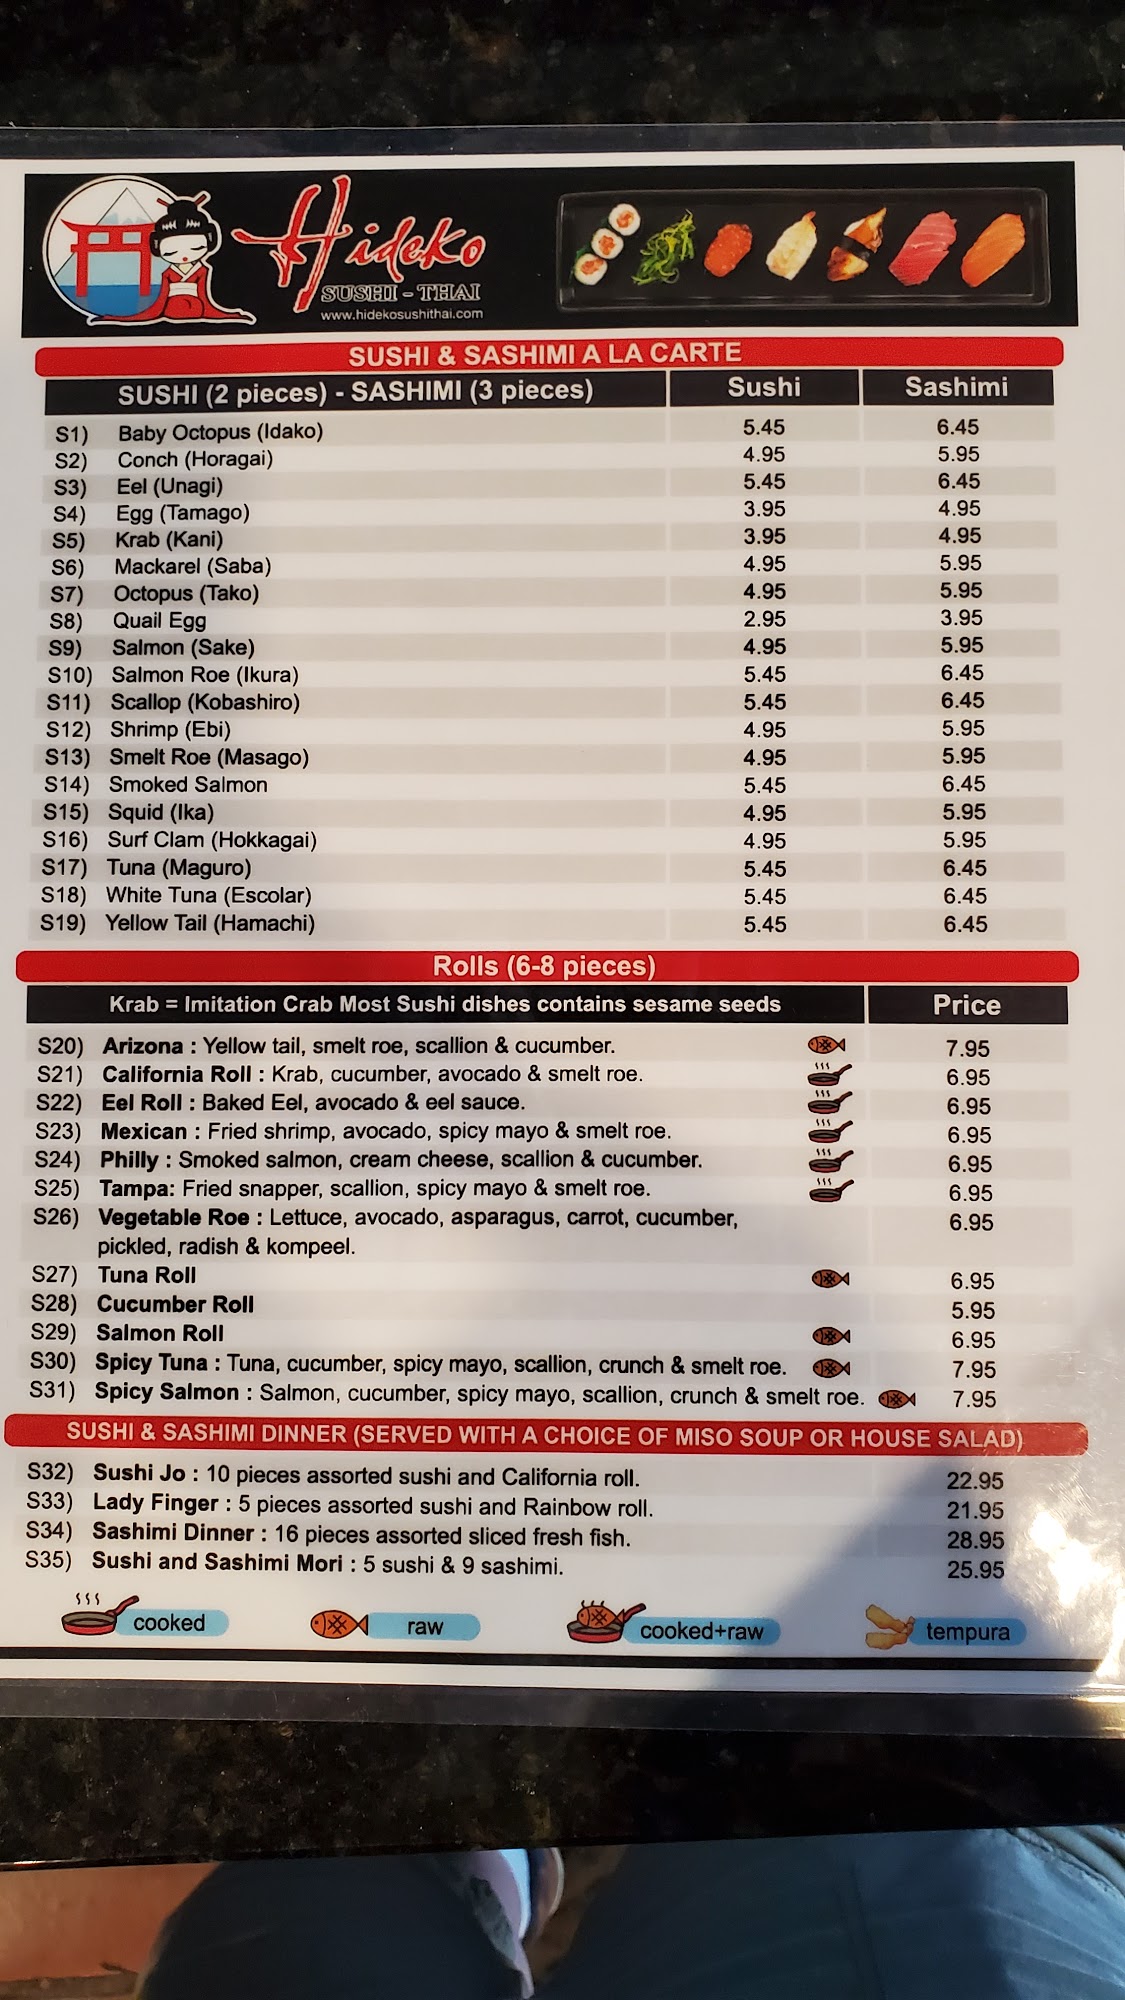 Hideko
SUSHI - THAI
www.hidekosushithai.com
SUSHI & SASHIMI A LA CARTE
SUSHI (2 pieces) - SASHIMI (3 pieces) Sushi Sashimi
S1) Baby Octopus (Idako) 5.45 6.45
S2) Conch (Horagai) 4.95 5.95
S3) Eel (Unagi) 5.45 6.45
S4) Egg (Tamago) 3.95 4.95
S5) Krab (Kani) 3.95 4.95
S6) Mackarel (Saba) 4.95 5.95
S7) Octopus (Tako) 4.95 5.95
S8) Quail Egg 2.95 3.95
S9) Salmon (Sake) 4.95 5.95
S10) Salmon Roe (Ikura) 5.45 6.45
S11) Scallop (Kobashiro) 5.45 6.45
S12) Shrimp (Ebi) 4.95 5.95
S13) Smelt Roe (Masago) 4.95 5.95
S14) Smoked Salmon 5.45 6.45
S15) Squid (Ika) 4.95 5.95
S16) Surf Clam (Hokkagai) 4.95 5.95
S17) Tuna (Maguro) 5.45 6.45
S18) White Tuna (Escolar) 5.45 6.45
S19) Yellow Tail (Hamachi) 5.45 6.45
Rolls (6-8 pieces)
Krab = Imitation Crab Most Sushi dishes contains sesame seeds Price
S20) Arizona : Yellow tail, smelt roe, scallion & cucumber. 7.95
S21) California Roll : Krab, cucumber, avocado & smelt roe. 6.95
S22) Eel Roll : Baked Eel, avocado & eel sauce. 6.95
S23) Mexican : Fried shrimp, avocado, spicy mayo & smelt roe. 6.95
S24) Philly : Smoked salmon, cream cheese, scallion & cucumber. 6.95
S25) Tampa: Fried snapper, scallion, spicy mayo & smelt roe. 6.95
S26) Vegetable Roe : Lettuce, avocado, asparagus, carrot, cucumber, 6.95
pickled, radish & kompeel.
S27) Tuna Roll 6.95
S28) Cucumber Roll 5.95
S29) Salmon Roll 6.95
S30) Spicy Tuna : Tuna, cucumber, spicy mayo, scallion, crunch & smelt roe. 7.95
S31) Spicy Salmon : Salmon, cucumber, spicy mayo, scallion, crunch & smelt roe. 7.95
SUSHI & SASHIMI DINNER (SERVED WITH A CHOICE OF MISO SOUP OR HOUSE SALAD)
S32) Sushi Jo : 10 pieces assorted sushi and California roll. 22.95
S33) Lady Finger : 5 pieces assorted sushi and Rainbow roll. 21.95
S34) Sashimi Dinner : 16 pieces assorted sliced fresh fish. 28.95
S35) Sushi and Sashimi Mori : 5 sushi & 9 sashimi. 25.95
cooked raw cooked+raw tempura